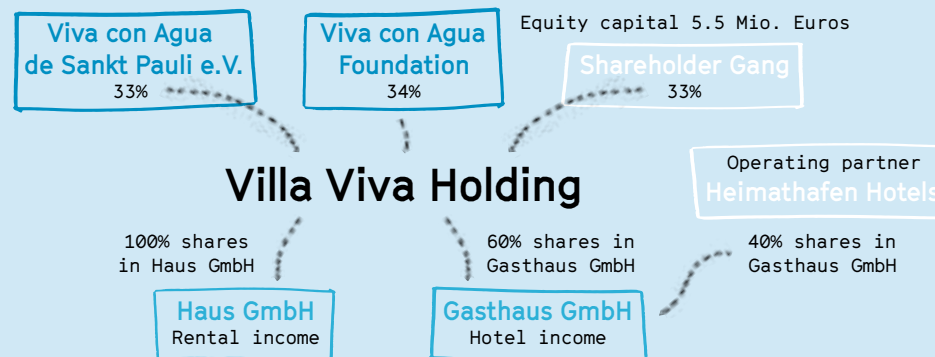 Viva con Agua
de Sankt Pauli e.V.
33%
Viva con Agua
Foundation
34%
Equity capital 5.5 Mio. Euros
Shareholder Gang
33%
Villa Viva Holding
Operating partner
Heimathafen Hotels
100% shares
in Haus GmbH
60% shares in
Gasthaus GmbH
40% shares in
Gasthaus GmbH
Haus GmbH
Rental income
Gasthaus GmbH
Hotel income